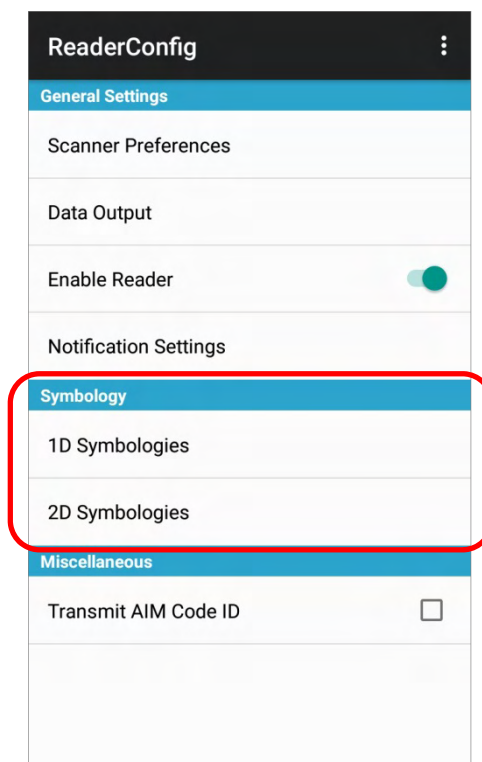 ReaderConfig
General Settings
Scanner Preferences
Data Output
Enable Reader
Notification Settings
Symbology
1D Symbologies
2D Symbologies
Miscellaneous
Transmit AIM Code ID